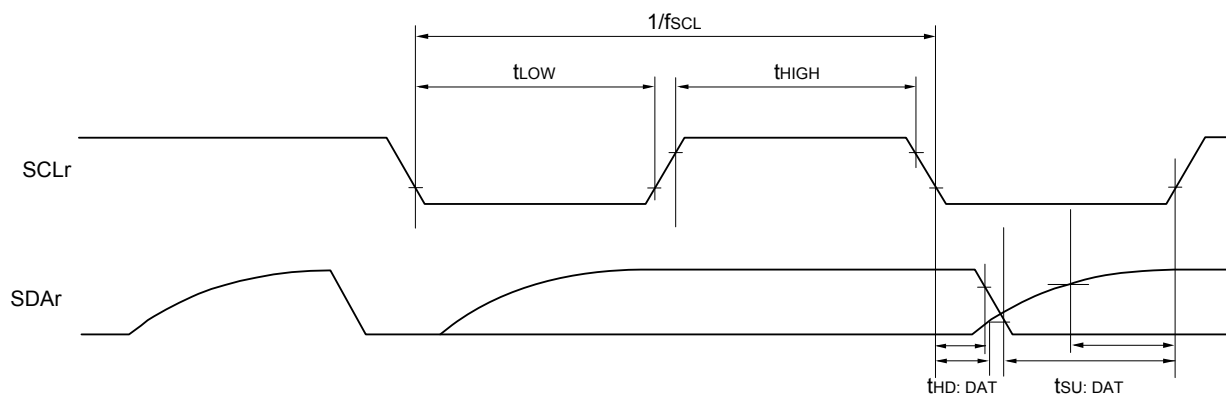 1/fSCL
tLOW tHIGH
SCLr
SDAr
tHD: DAT tSU: DAT